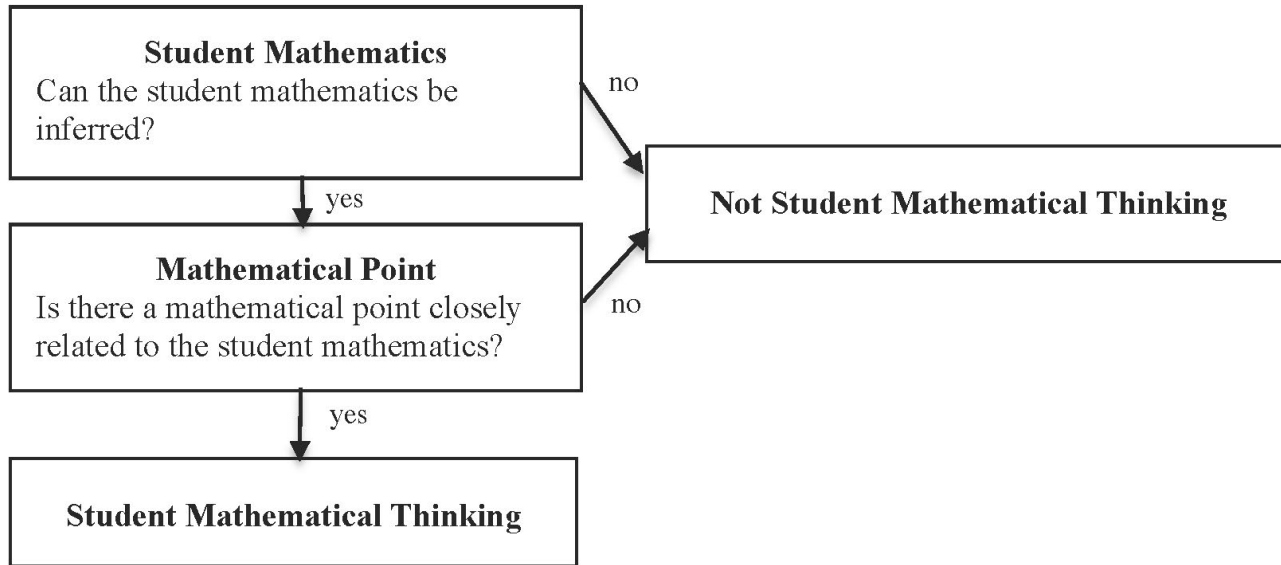 Student Mathematics
Can the student mathematics be
inferred?
no
yes
Not Student Mathematical Thinking
Mathematical Point
Is there a mathematical point closely
related to the student mathematics?
no
yes
Student Mathematical Thinking